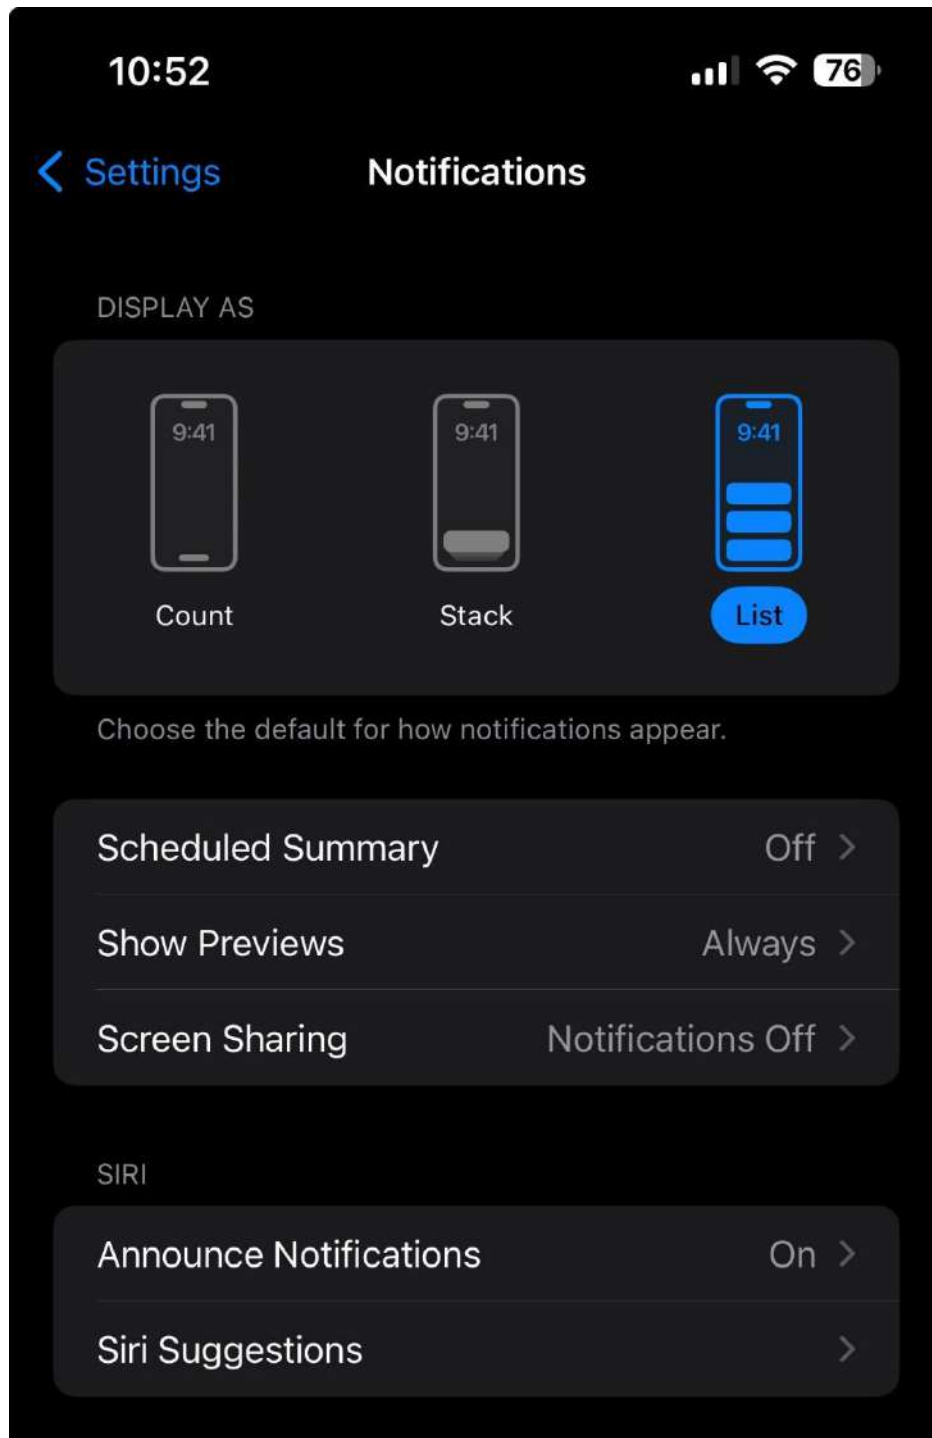 10:52 76
Settings Notifications
DISPLAY AS
9:41 9:41 9:41
Count Stack List
Choose the default for how notifications appear.
Scheduled Summary Off
Show Previews Always
Screen Sharing Notifications Off
SIRI
Announce Notifications On
Siri Suggestions